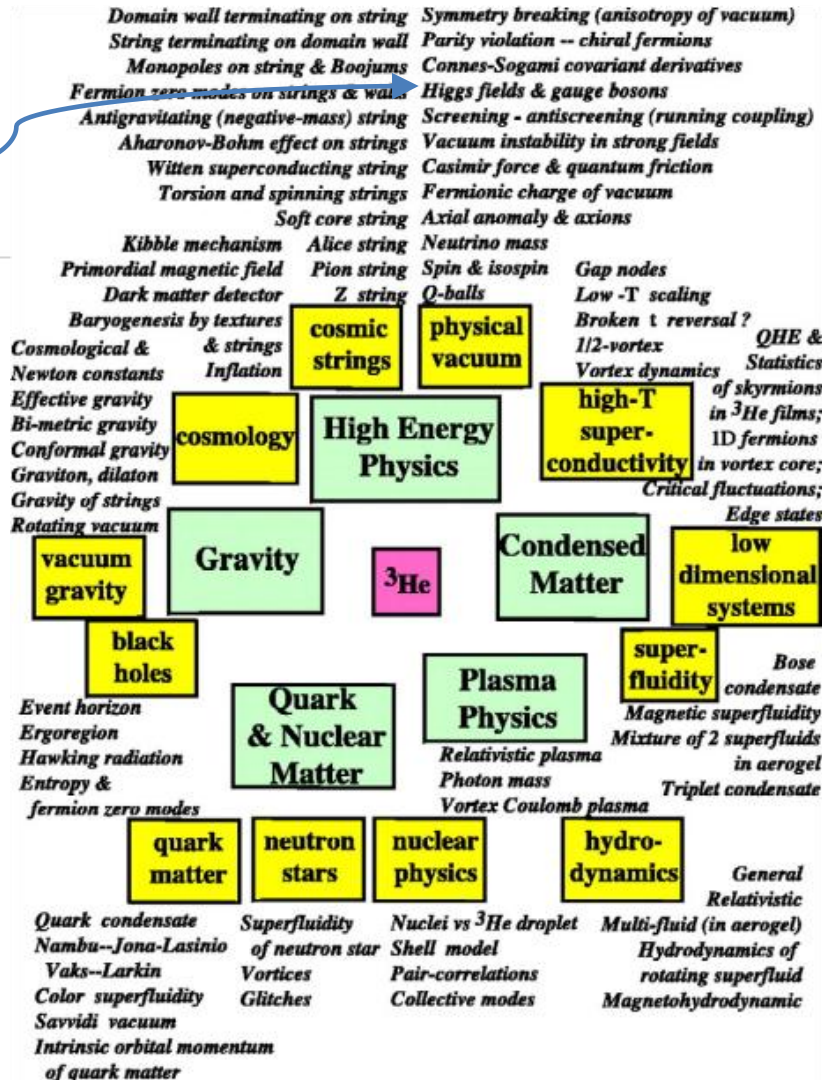 Domain wall terminating on string
String terminating on domain wall
Monopoles on string & Boojums
Fermion zero modes on strings & walls
Antigravitating (negative-mass) string
Aharonov-Bohm effect on strings
Witten superconducting string
Torsion and spinning strings
Soft core string
Alice string
Pion string
Z string
Symmetry breaking (anisotropy of vacuum)
Parity violation -- chiral fermions
Connes-Sogami covariant derivatives
Higgs fields & gauge bosons
Screening - antiscreening (running coupling)
Vacuum instability in strong fields
Casimir force & quantum friction
Fermionic charge of vacuum
Axial anomaly & axions
Neutrino mass
Spin & isospin
Q-balls
Kibble mechanism
Primordial magnetic field
Dark matter detector
Baryogenesis by textures
& strings
Inflation
Gap nodes
Low -T scaling
Broken t reversal ?
1/2-vortex
Vortex dynamics
cosmic
strings
physical
vacuum
Cosmological &
Newton constants
Effective gravity
Bi-metric gravity
Conformal gravity
Graviton, dilaton
Gravity of strings
Rotating vacuum
cosmology
High Energy
Physics
high-T
super-
conductivity
QHE &
Statistics
of skyrmions
in ³He films;
1D fermions
in vortex core;
Critical fluctuations;
Edge states
vacuum
gravity
Gravity
³He
Condensed
Matter
low
dimensional
systems
black
holes
super-
fluidity
Event horizon
Ergoregion
Hawking radiation
Entropy &
fermion zero modes
Quark
& Nuclear
Matter
Plasma
Physics
Relativistic plasma
Photon mass
Vortex Coulomb plasma
Bose
condensate
Magnetic superfluidity
Mixture of 2 superfluids
in aerogel
Triplet condensate
quark
matter
neutron
stars
nuclear
physics
hydro-
dynamics
Quark condensate
Nambu--Jona-Lasinio
Vaks--Larkin
Color superfluidity
Savvidi vacuum
Intrinsic orbital momentum
of quark matter
Superfluidity
of neutron star
Vortices
Glitches
Nuclei vs ³He droplet
Shell model
Pair-correlations
Collective modes
General
Relativistic
Multi-fluid (in aerogel)
Hydrodynamics of
rotating superfluid
Magnetohydrodynamic